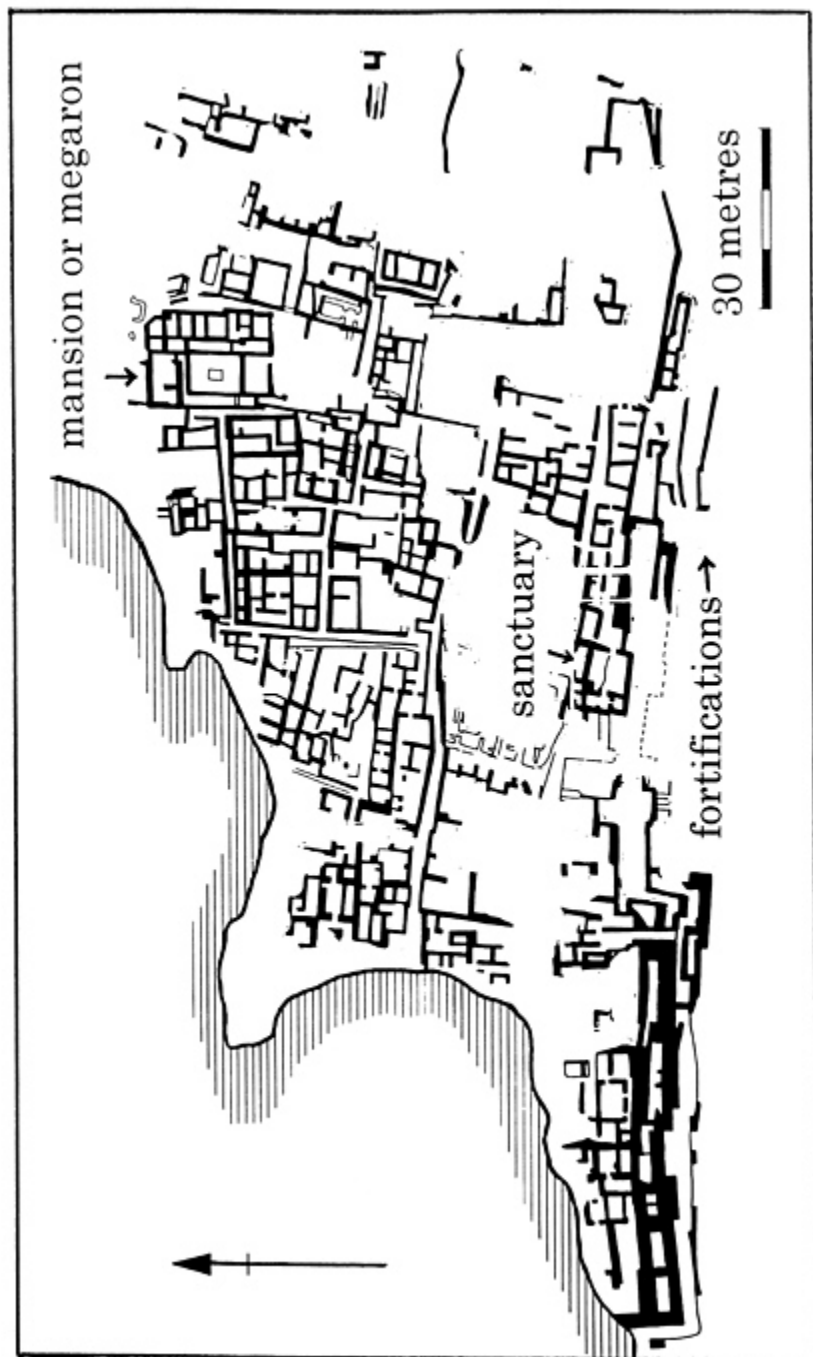 mansion or megaron
sanctuary
fortifications→
30 metres